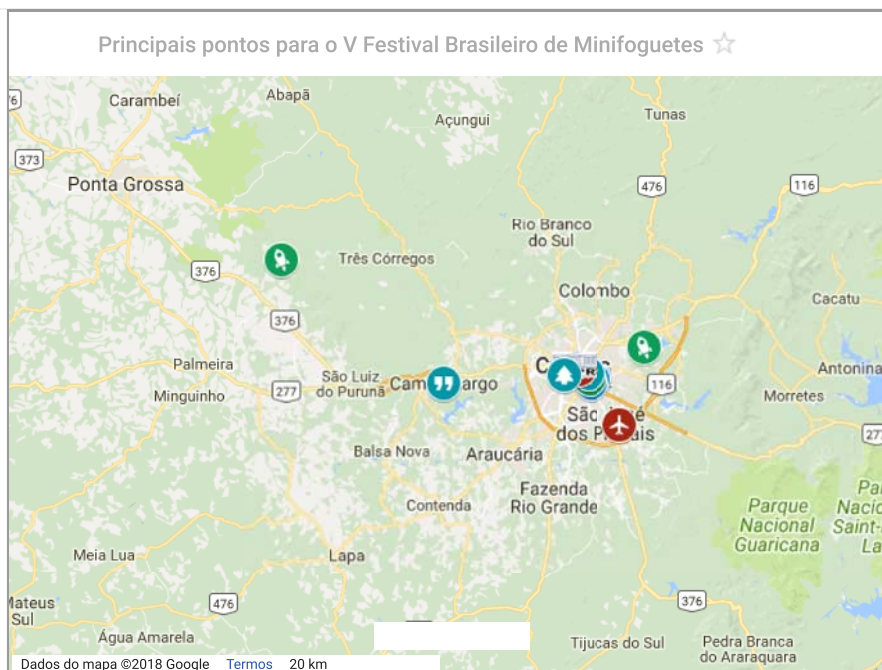 Principais pontos para o V Festival Brasileiro de Minifoguetes
Carambeí
Abapã
Açungui
Tunas
373
Ponta Grossa
476
116
Rio Branco
do Sul
Três Córregos
376
Colombo
Cacatu
376
Palmeira
São Luiz
do Purunã
277
Minguinho
116
Antonina
Morretes
São
dos
Balsa Nova
Araucária
Fazenda
Rio Grande
Contenda
Parque
Nacional
Guaricana
Meia Lua
Lapa
476
376
Mateus
Sul
Água Amarela
Tijucas do Sul
Pedra Branca
do Araraquara
Dados do mapa ©2018 Google Termos 20 km